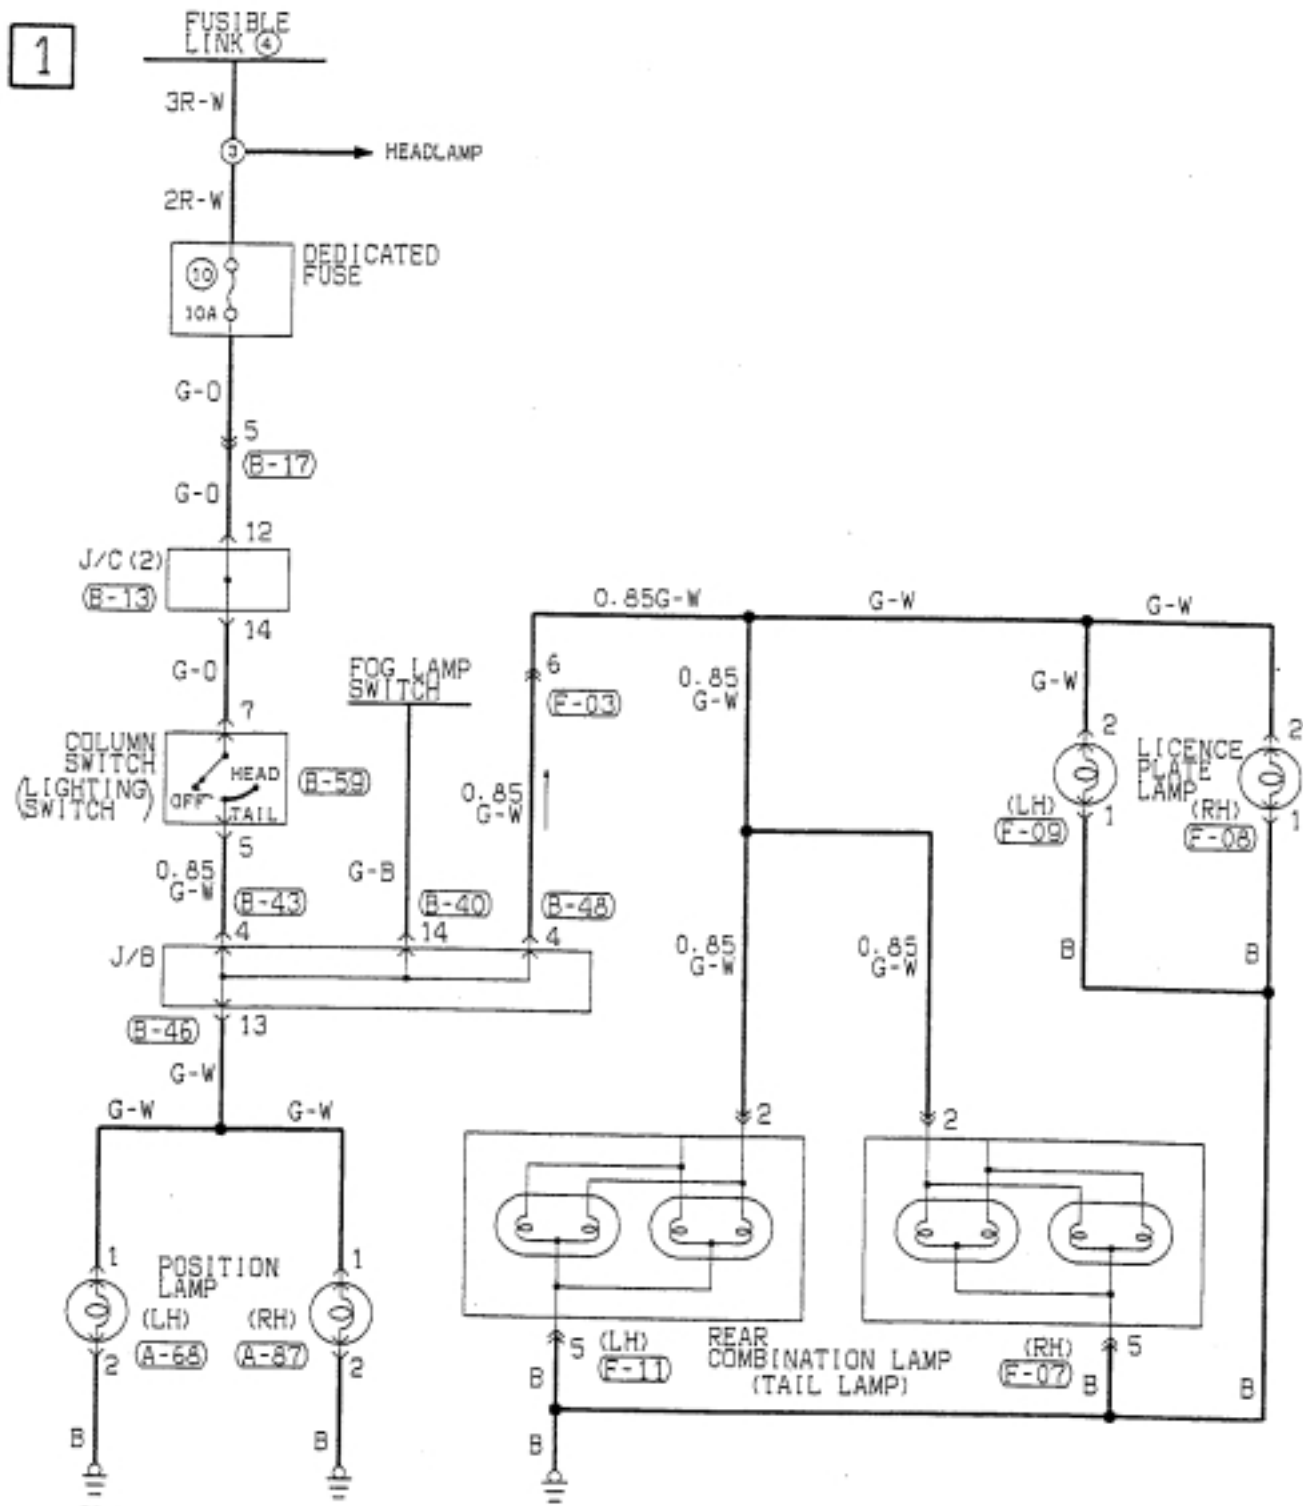 1
FUSIBLE
LINK ④
3R-W
③
HEADLAMP
2R-W
DEDICATED
FUSE
⑩
10A
G-O
5
B-17
G-O
12
J/C(2)
B-13
14
G-O
7
COLUMN
SWITCH
(LIGHTING
SWITCH)
HEAD
OFF
TAIL
B-59
5
0.85
G-W
B-43
4
FOG LAMP
SWITCH
G-B
B-40
14
0.85G-W
G-W
G-W
6
F-03
0.85
G-W
B-48
4
0.85
G-W
G-W
2
LICENCE
PLATE
LAMP
2
(LH)
F-09
1
(RH)
F-08
1
J/B
B-46
13
G-W
0.85
G-W
0.85
G-W
B
B
G-W
G-W
2
2
1
POSITION
LAMP
1
(LH)
A-68
(RH)
A-87
2
2
B
B
5
(LH)
F-11
REAR
COMBINATION LAMP
(TAIL LAMP)
(RH)
F-07
5
B
B
B
B